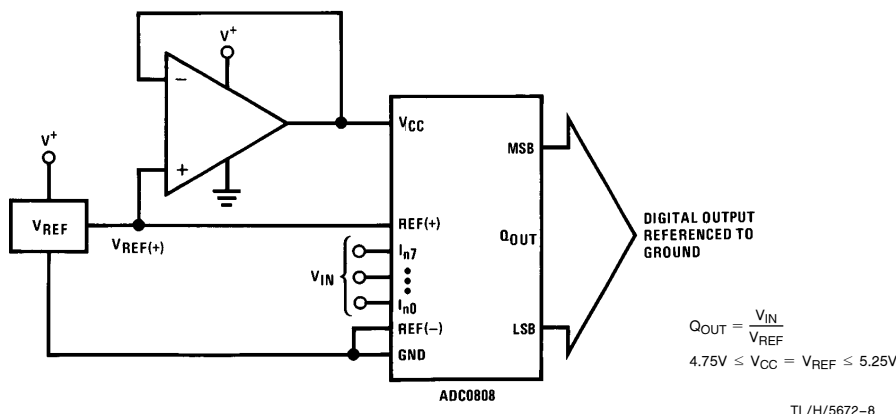 V+
V+
−
+
VCC
MSB
VREF
VREF(+)
REF(+)
QOUT
DIGITAL OUTPUT
REFERENCED TO
GROUND
VIN
In7
In0
REF(−)
LSB
GND
ADC0808
QOUT = VIN / VREF
4.75V ≤ VCC = VREF ≤ 5.25V
TL/H/5672–8